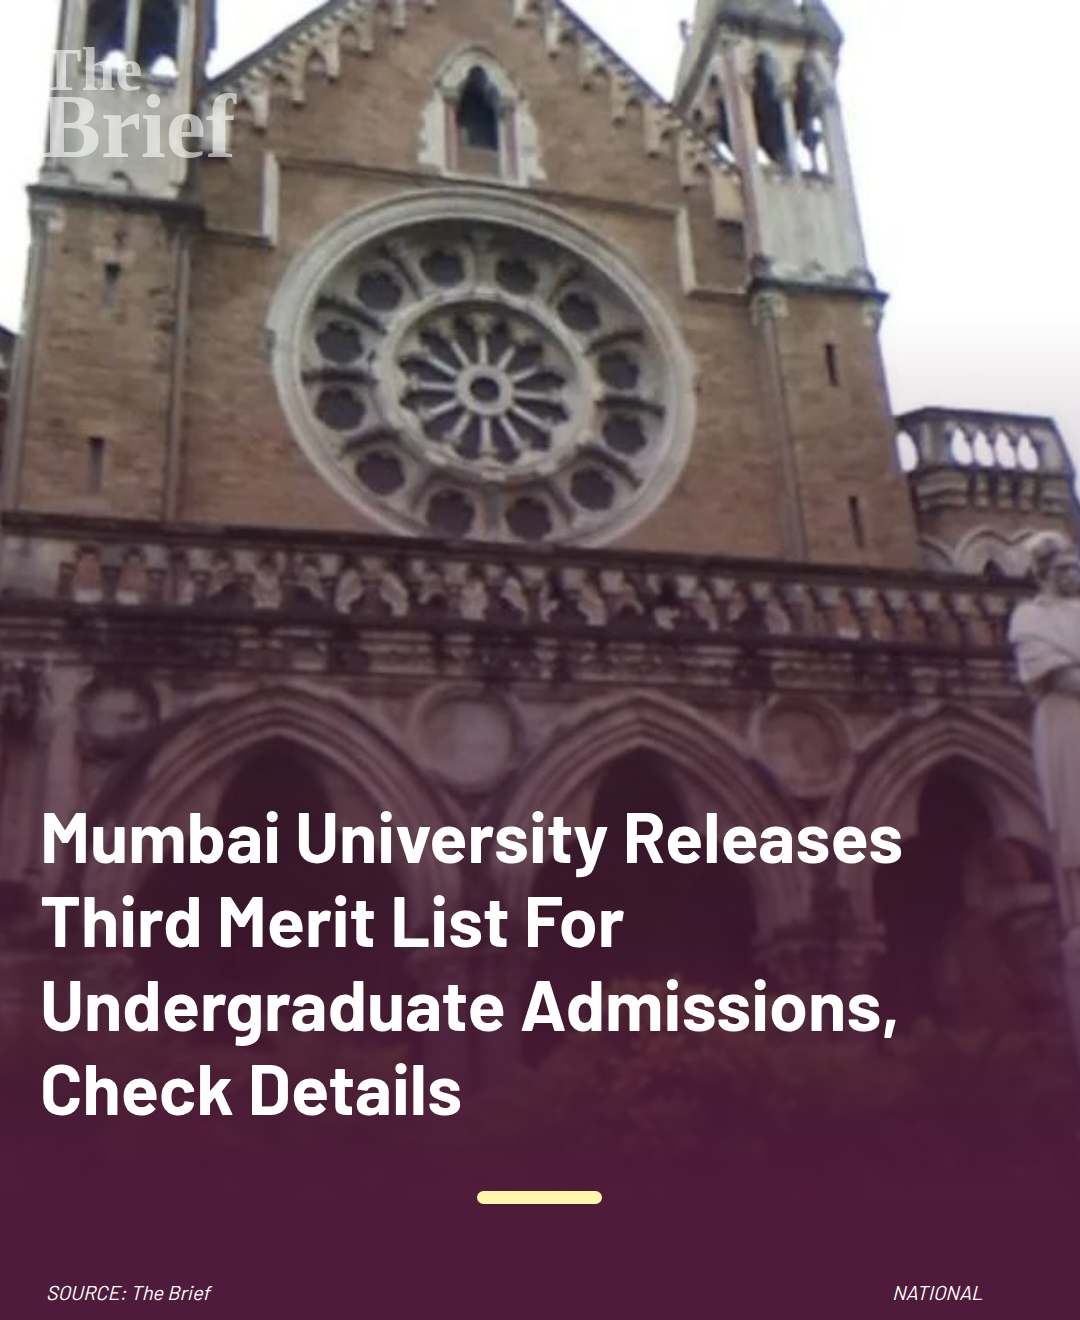 The
Brief
Mumbai University Releases
Third Merit List For
Undergraduate Admissions,
Check Details
SOURCE: The Brief
NATIONAL